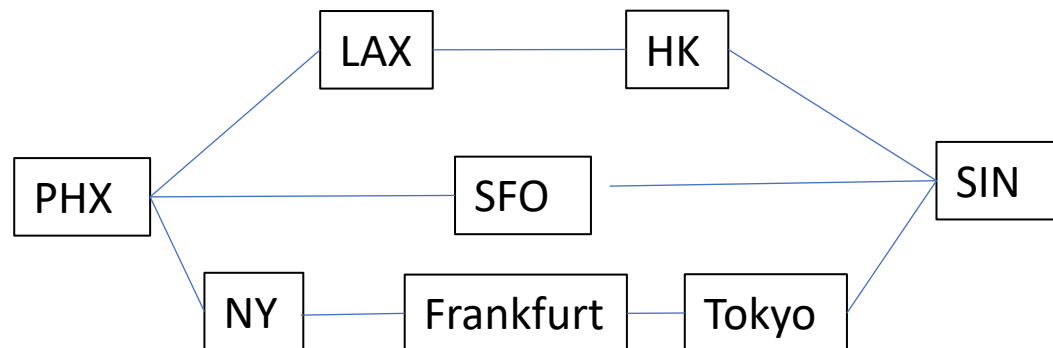 LAX
HK
PHX
SFO
SIN
NY
Frankfurt
Tokyo